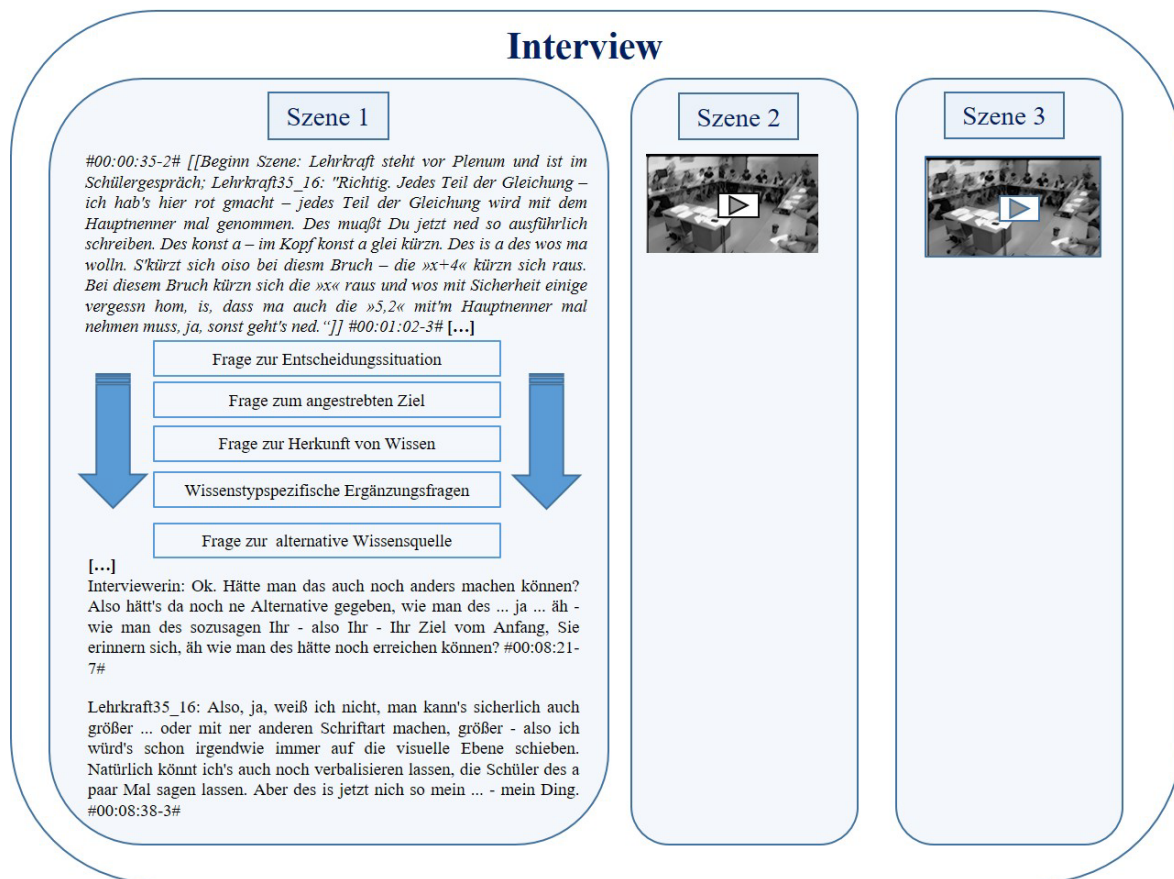 Interview
Szene 1
#00:00:35-2# [[Beginn Szene: Lehrkraft steht vor Plenum und ist im
Schülergespräch; Lehrkraft35_16: "Richtig. Jedes Teil der Gleichung –
ich hab's hier rot gmacht – jedes Teil der Gleichung wird mit dem
Hauptnenner mal genommen. Des muaßt Du jetzt ned so ausführlich
schreiben. Des konst a – im Kopf konst a glei kürzn. Des is a des wos ma
wolln. S'kürzt sich oiso bei diesm Bruch – die »x+4« kürzn sich raus.
Bei diesem Bruch kürzn sich die »x« raus und wos mit Sicherheit einige
vergessn hom, is, dass ma auch die »5,2« mit'm Hauptnenner mal
nehmen muss, ja, sonst geht's ned."]] #00:01:02-3# [...]
Frage zur Entscheidungssituation
Frage zum angestrebten Ziel
Frage zur Herkunft von Wissen
Wissenstypspezifische Ergänzungsfragen
Frage zur alternative Wissensquelle
[...]
Interviewerin: Ok. Hätte man das auch noch anders machen können?
Also hätt's da noch ne Alternative gegeben, wie man des ... ja ... äh -
wie man des sozusagen Ihr - also Ihr - Ihr Ziel vom Anfang, Sie
erinnern sich, äh wie man des hätte noch erreichen können? #00:08:21-
7#
Lehrkraft35_16: Also, ja, weiß ich nicht, man kann's sicherlich auch
größer ... oder mit ner anderen Schriftart machen, größer - also ich
würd's schon irgendwie immer auf die visuelle Ebene schieben.
Natürlich könnt ich's auch noch verbalisieren lassen, die Schüler des a
paar Mal sagen lassen. Aber des is jetzt nich so mein ... - mein Ding.
#00:08:38-3#
Szene 2
Szene 3